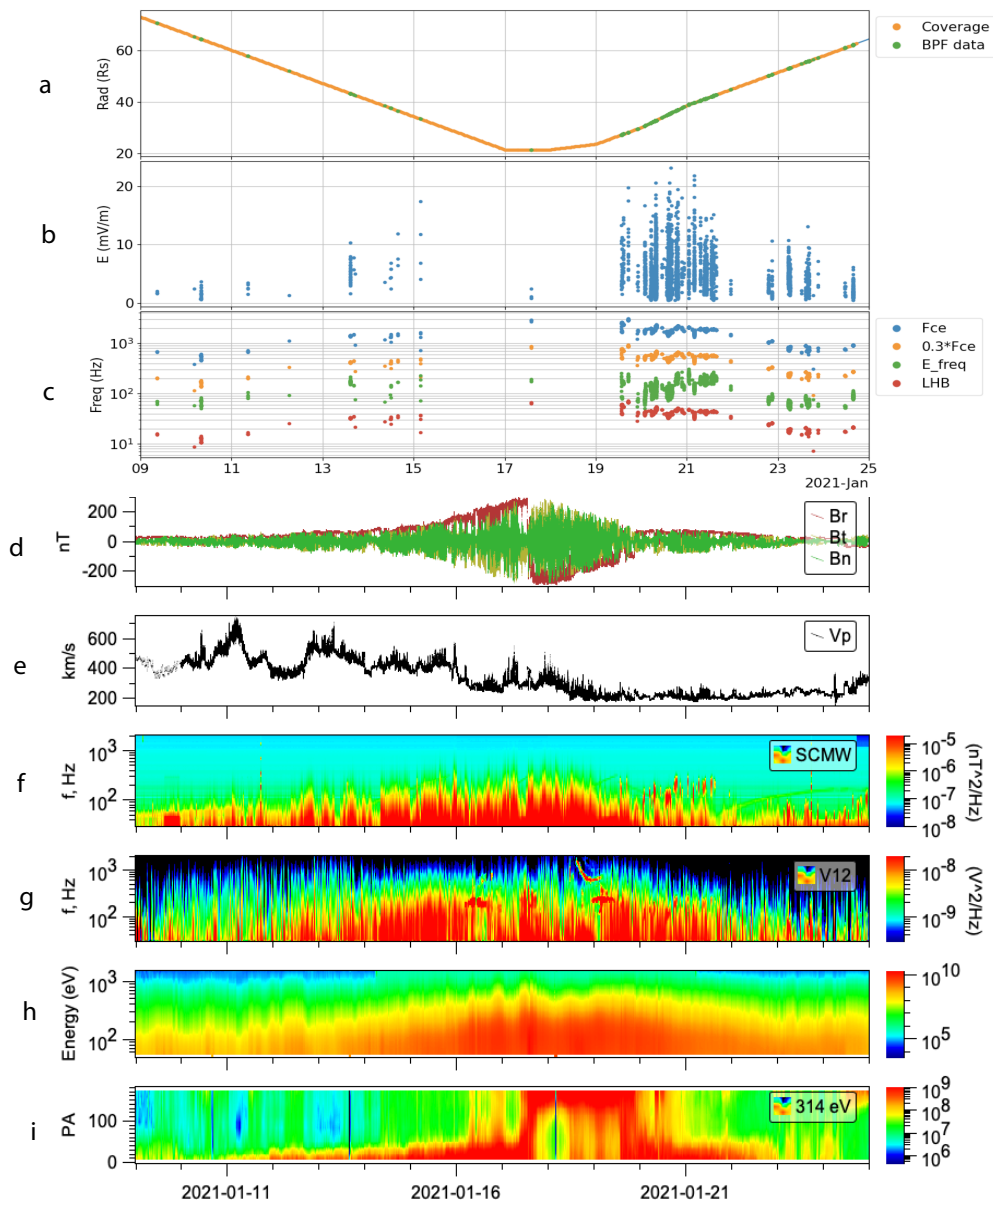 a
Rad (Rs)
60
40
20
Coverage
BPF data
b
E (mV/m)
20
10
0
c
Freq (Hz)
10³
10²
10¹
Fce
0.3*Fce
E_freq
LHB
09 11 13 15 17 19 21 23 25
2021-Jan
d
nT
200
0
-200
Br
Bt
Bn
e
km/s
600
400
200
Vp
f
f, Hz
10³
10²
SCMW
10⁻⁵
10⁻⁶
10⁻⁷
10⁻⁸
(nT^2/Hz)
g
f, Hz
10³
10²
V12
10⁻⁸
10⁻⁹
(V^2/Hz)
h
Energy (eV)
10³
10²
10¹⁰
10⁵
i
PA
100
0
314 eV
10⁹
10⁸
10⁷
10⁶
2021-01-11 2021-01-16 2021-01-21